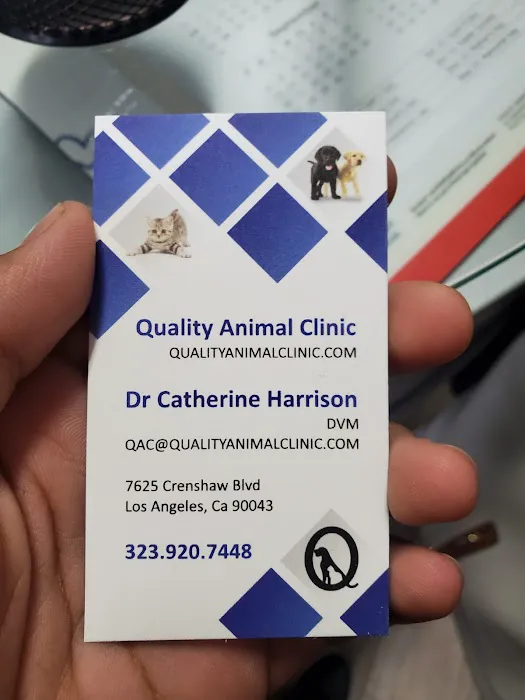 Quality Animal Clinic
QUALITYANIMALCLINIC.COM
Dr Catherine Harrison
DVM
QAC@QUALITYANIMALCLINIC.COM
7625 Crenshaw Blvd
Los Angeles, Ca 90043
323.920.7448
Q